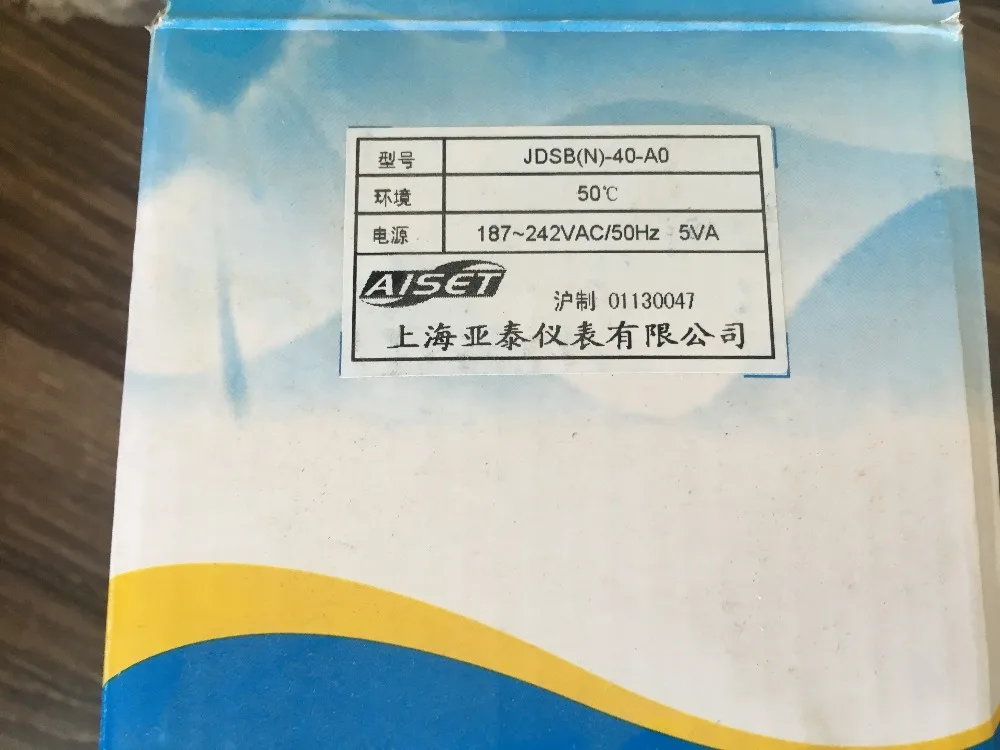 型号 JDSB(N)-40-A0
环境 50℃
电源 187~242VAC/50Hz 5VA
AISET
沪制 01130047
上海亚泰仪表有限公司